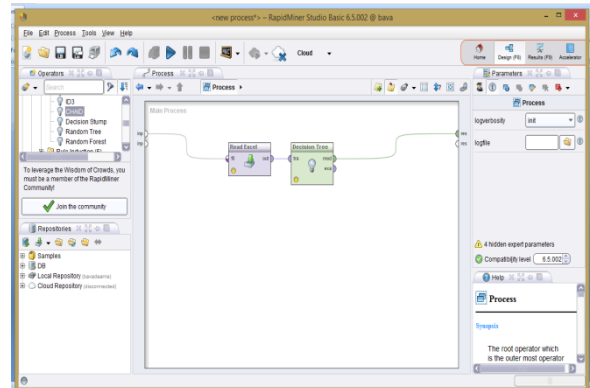 <new process*> – RapidMiner Studio Basic 6.5.002 @ bava
File Edit Process Tools View Help
Cloud
Home Design (F8) Results (F9) Accelerator
Operators
Process
Parameters
Search
Process
ID3
CHAID
Decision Stump
Random Tree
Random Forest
To leverage the Wisdom of Crowds, you
must be a member of the RapidMiner
Community!
Join the community
Repositories
Samples
DB
Local Repository
Cloud Repository (disconnected)
Main Process
inp
inp
Read Excel
fil
out
Decision Tree
tra
mod
exa
res
res
Process
logverbosity init
logfile
4 hidden expert parameters
Compatibility level 6.5.002
Help
Process
Synopsis
The root operator which
is the outer most operator